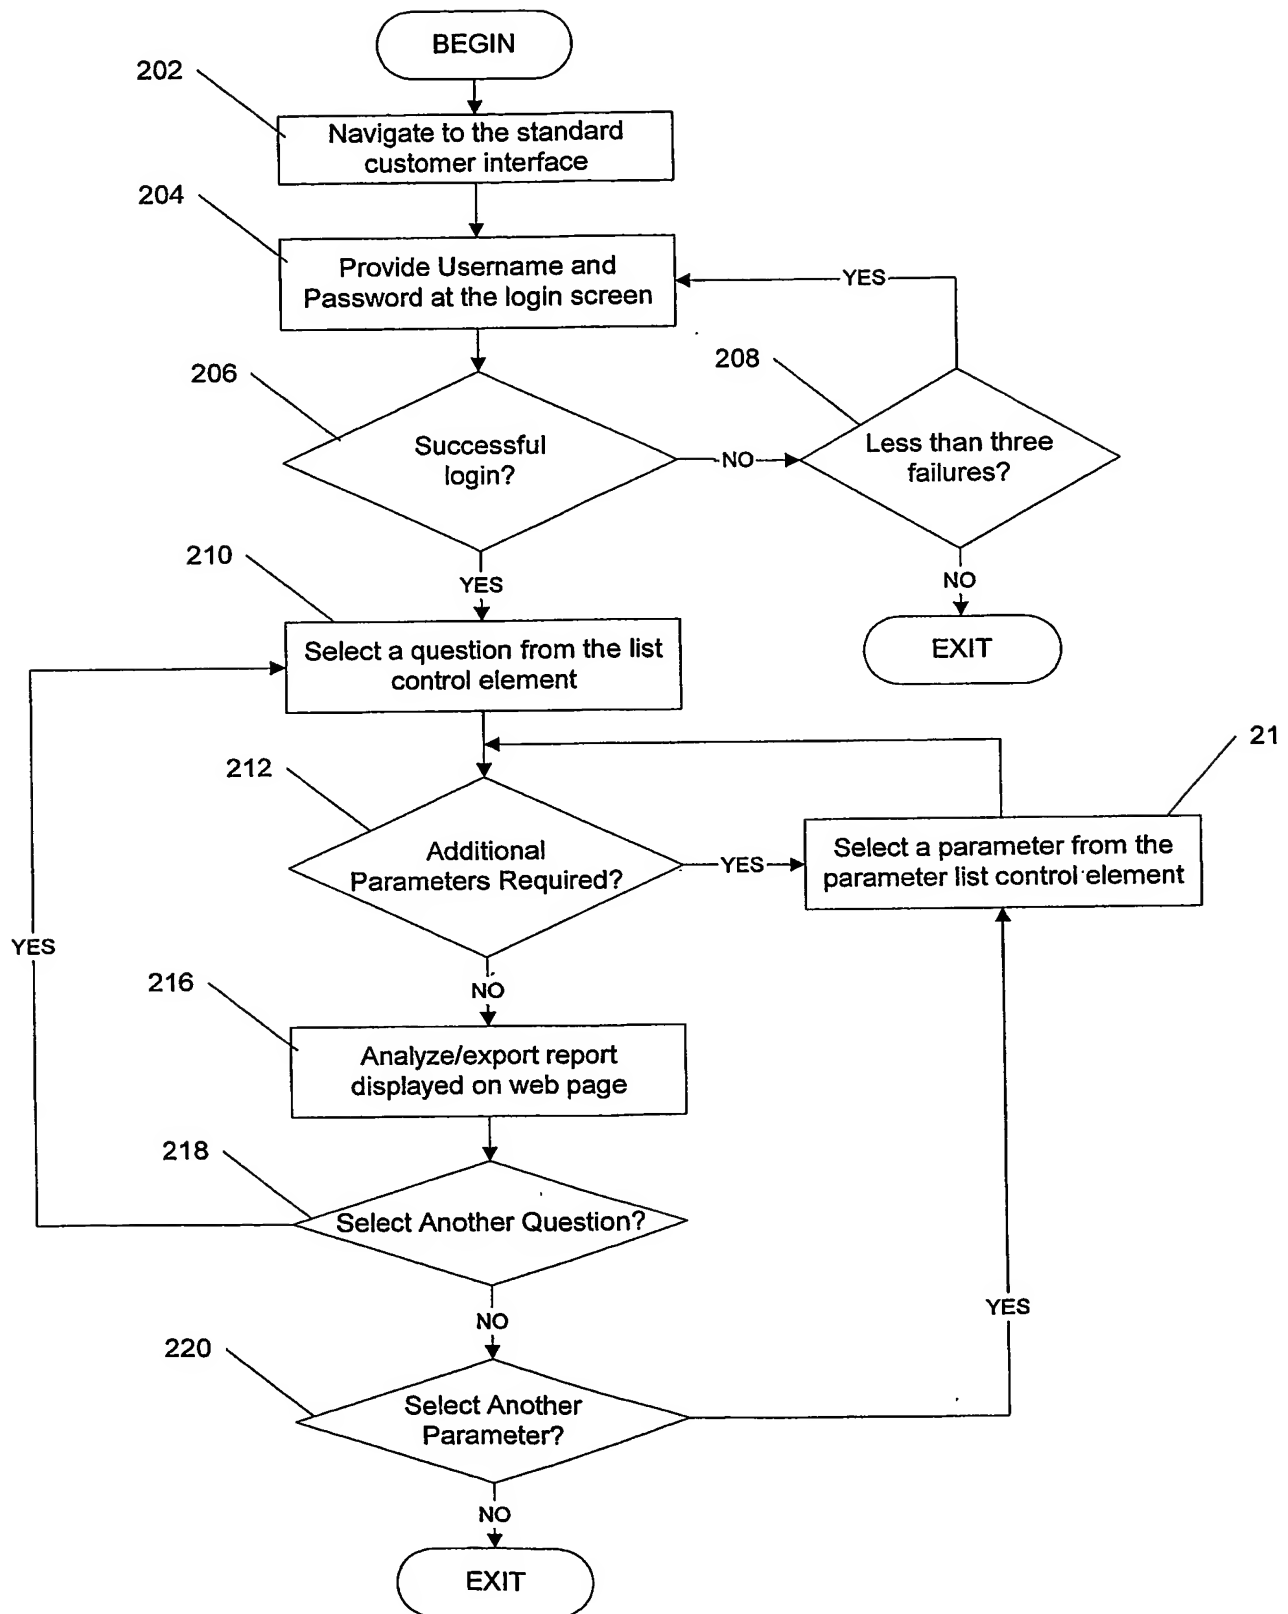 BEGIN
202
Navigate to the standard
customer interface
204
Provide Username and
Password at the login screen
YES
206
208
Successful
login?
NO
Less than three
failures?
210
YES
NO
Select a question from the list
control element
EXIT
21
212
Additional
Parameters Required?
YES
Select a parameter from the
parameter list control element
YES
216
NO
Analyze/export report
displayed on web page
218
Select Another Question?
YES
NO
220
Select Another
Parameter?
NO
EXIT